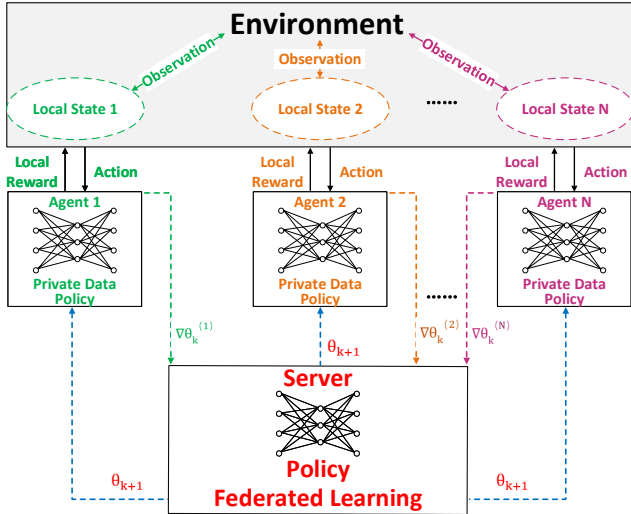 Environment
Observation
Observation
Observation
Local State 1
Local State 2
......
Local State N
Local
Reward
Action
Local
Reward
Action
Local
Reward
Action
Agent 1
Private Data
Policy
Agent 2
Private Data
Policy
......
Agent N
Private Data
Policy
∇θₖ⁽¹⁾
θₖ₊₁
∇θₖ⁽²⁾
∇θₖ⁽ᴺ⁾
Server
Policy
Federated Learning
θₖ₊₁
θₖ₊₁